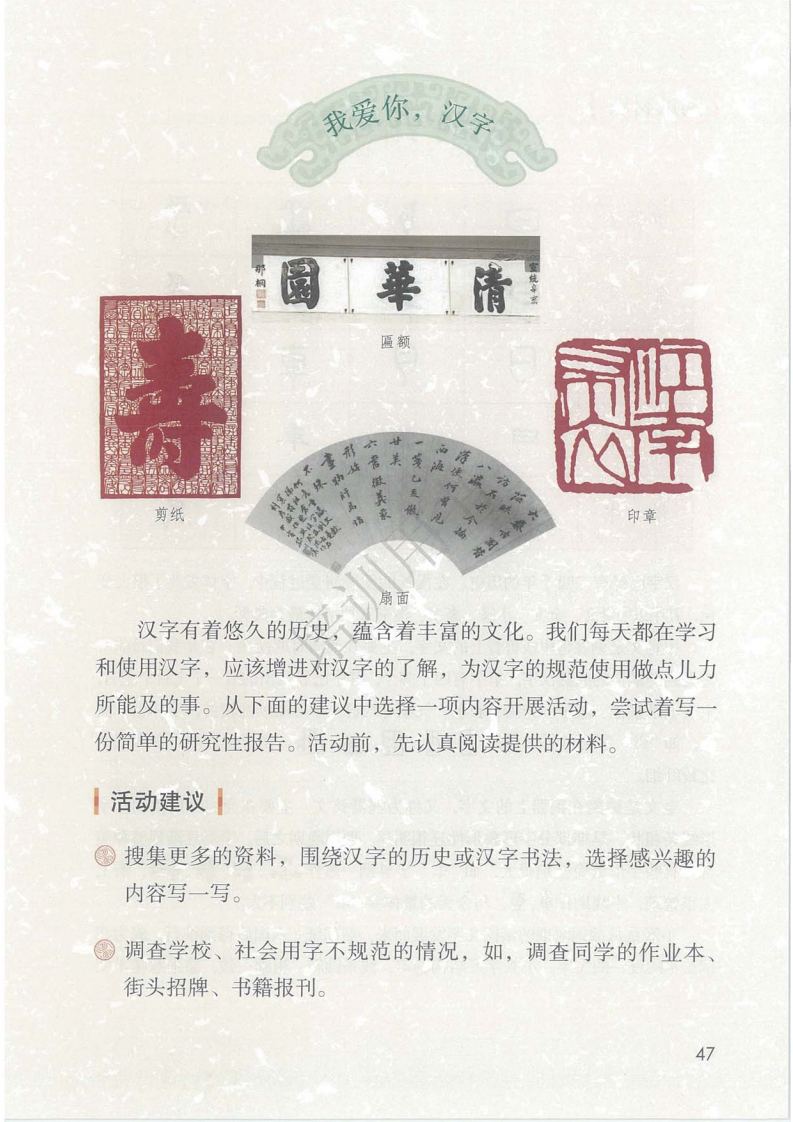 我爱你，汉字
清華園
宣統辛亥
那桐
匾额
壽
剪纸
印章
扇面
培训用
汉字有着悠久的历史，蕴含着丰富的文化。我们每天都在学习
和使用汉字，应该增进对汉字的了解，为汉字的规范使用做点儿力
所能及的事。从下面的建议中选择一项内容开展活动，尝试着写一
份简单的研究性报告。活动前，先认真阅读提供的材料。
活动建议
搜集更多的资料，围绕汉字的历史或汉字书法，选择感兴趣的
内容写一写。
调查学校、社会用字不规范的情况，如，调查同学的作业本、
街头招牌、书籍报刊。
47